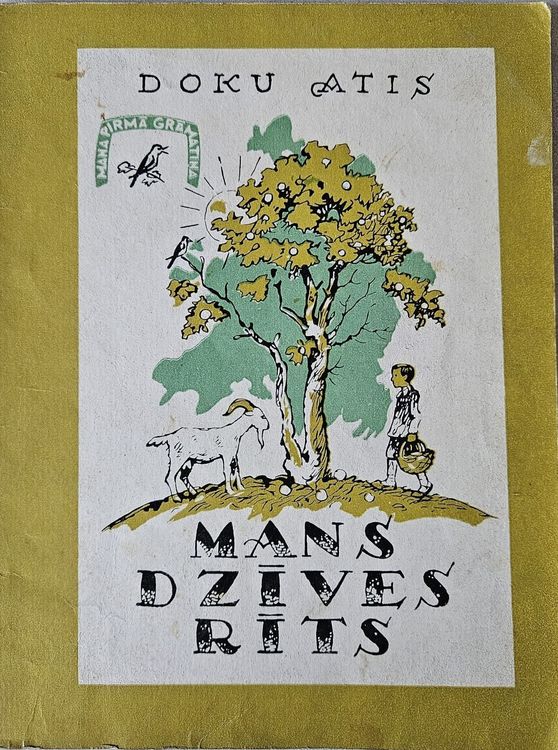 DOKU ATIS
MANA PIRMĀ GRĀMATIŅA
MANS
DZĪVES
RĪTS